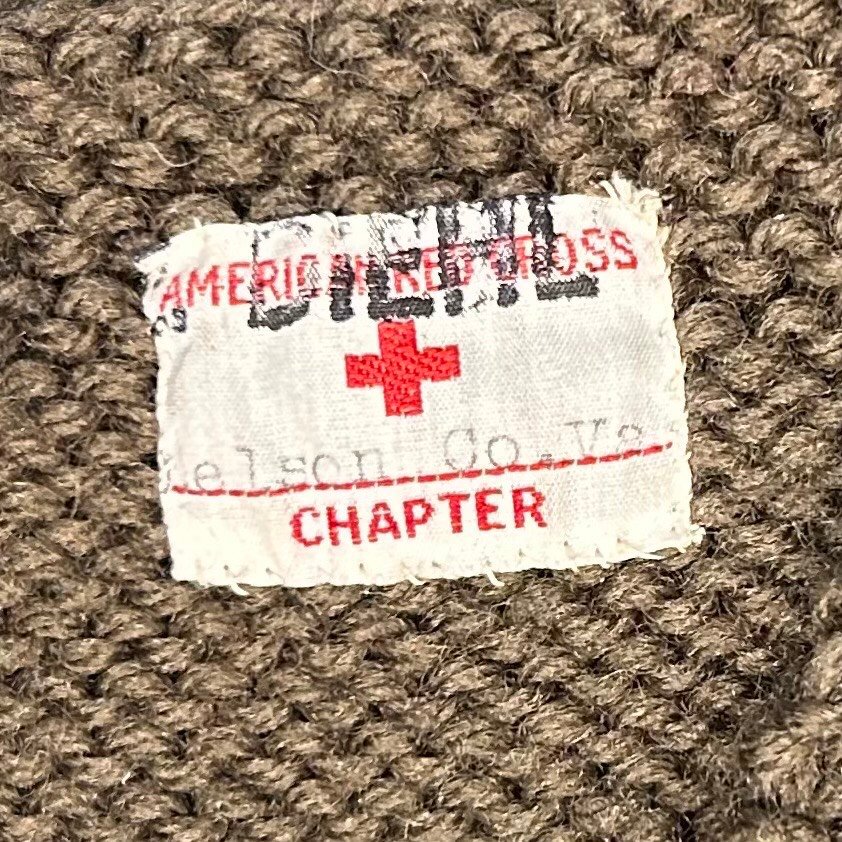 DIEHL
AMERICAN RED CROSS
Nelson Co.Va.
CHAPTER